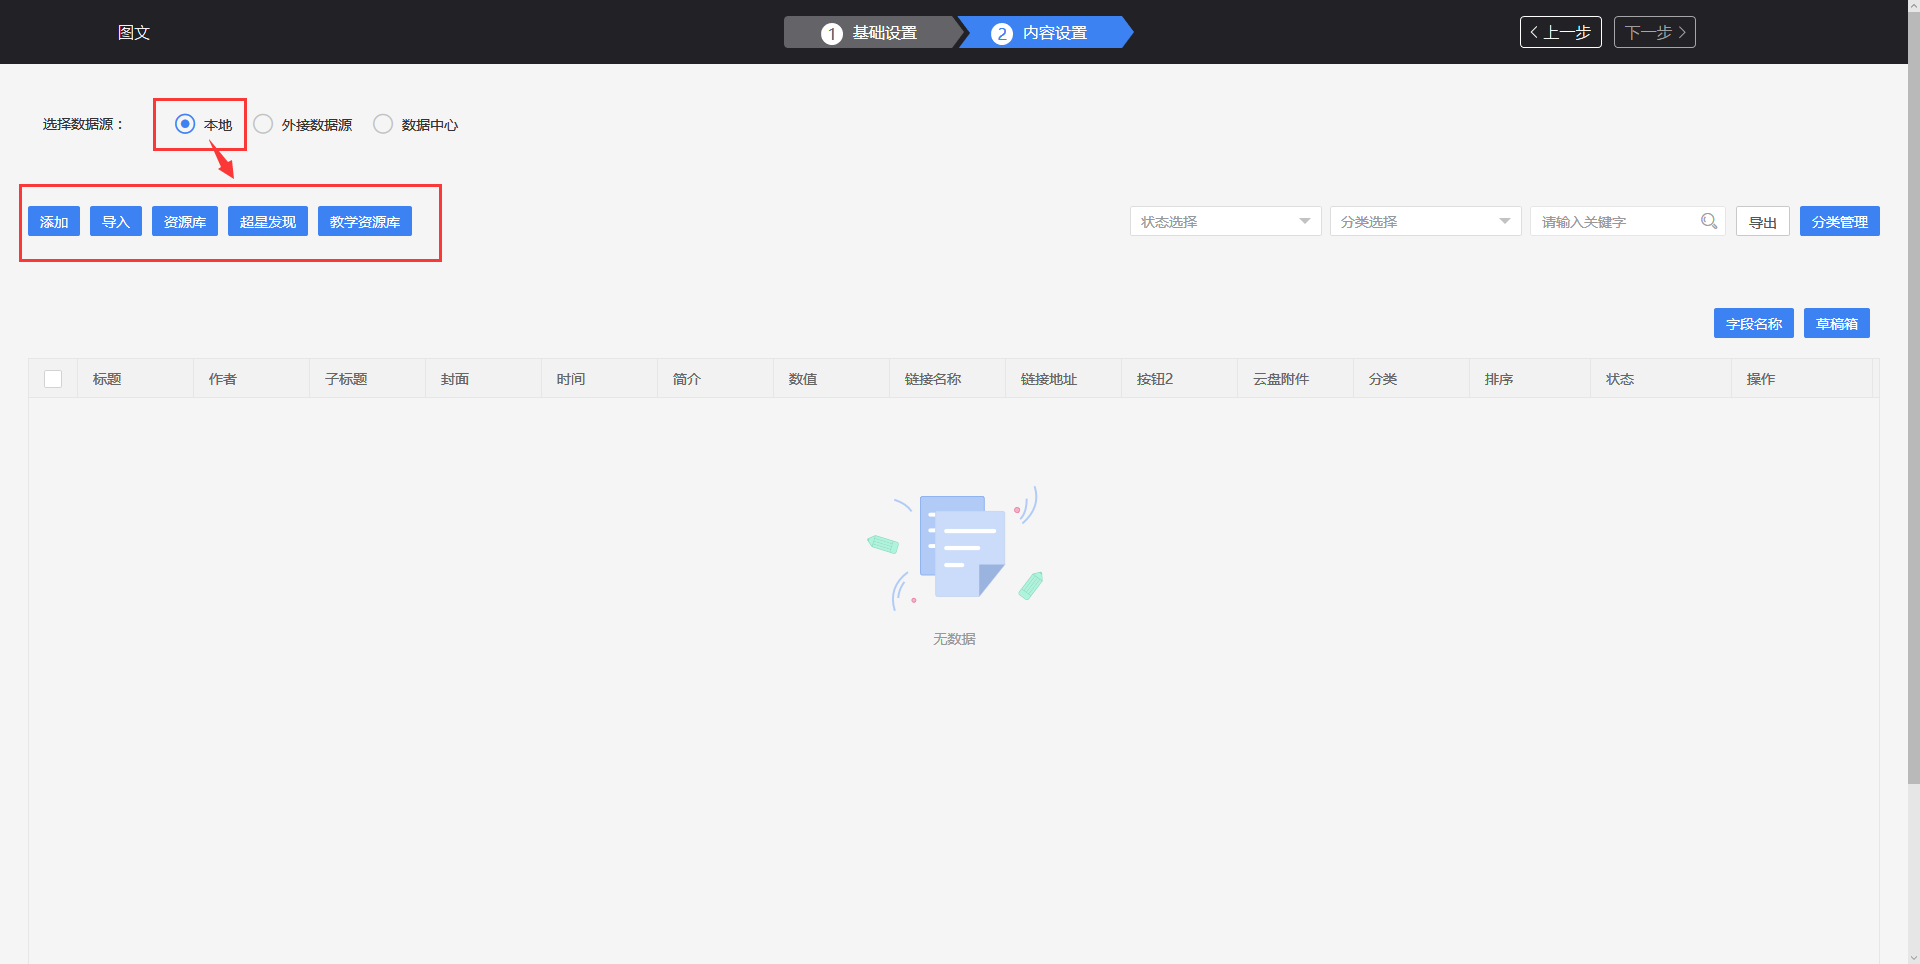 图文
1 基础设置
2 内容设置
上一步
下一步
选择数据源：
本地
外接数据源
数据中心
添加
导入
资源库
超星发现
教学资源库
状态选择
分类选择
请输入关键字
导出
分类管理
字段名称
草稿箱
标题 作者 子标题 封面 时间 简介 数值 链接名称 链接地址 按钮2 云盘附件 分类 排序 状态 操作
无数据